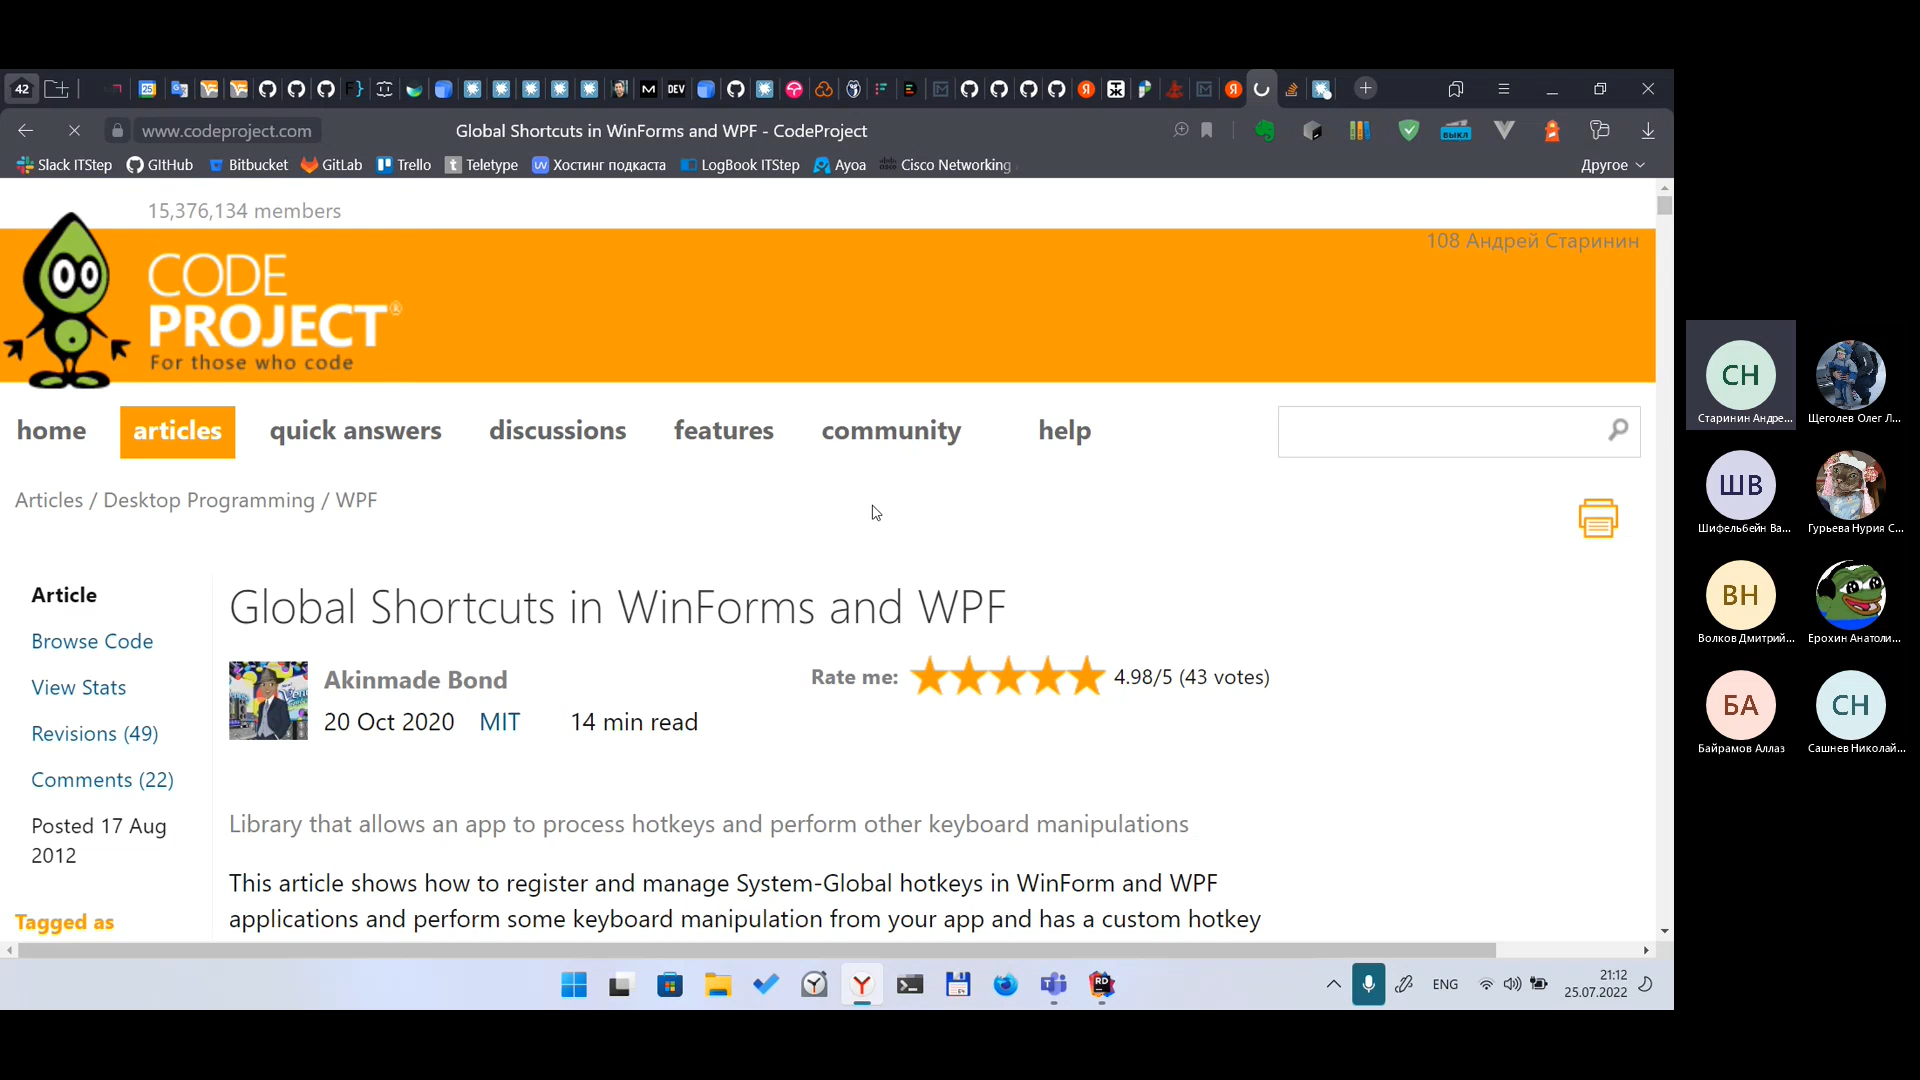 42
25
DEV
www.codeproject.com
Global Shortcuts in WinForms and WPF - CodeProject
ВЫКЛ
Slack ITStep
GItHub
Bitbucket
GitLab
Trello
Teletype
Хостинг подкаста
LogBook ITStep
Ayoa
Cisco Networking
Другое
15,376,134 members
108 Андрей Старинин
CODE
PROJECT®
For those who code
home
articles
quick answers
discussions
features
community
help
Articles / Desktop Programming / WPF
Article
Browse Code
View Stats
Revisions (49)
Comments (22)
Posted 17 Aug
2012
Tagged as
Global Shortcuts in WinForms and WPF
Akinmade Bond
20 Oct 2020
MIT
14 min read
Rate me:
4.98/5 (43 votes)
Library that allows an app to process hotkeys and perform other keyboard manipulations
This article shows how to register and manage System-Global hotkeys in WinForm and WPF
applications and perform some keyboard manipulation from your app and has a custom hotkey
ENG
21:12
25.07.2022
СН
Старинин Андре...
Щеголев Олег Л...
ШВ
Шифельбейн Ва...
Гурьева Нурия С...
ВН
Волков Дмитрий...
Ерохин Анатоли...
БА
Байрамов Аллаз
СН
Сашнев Николай...